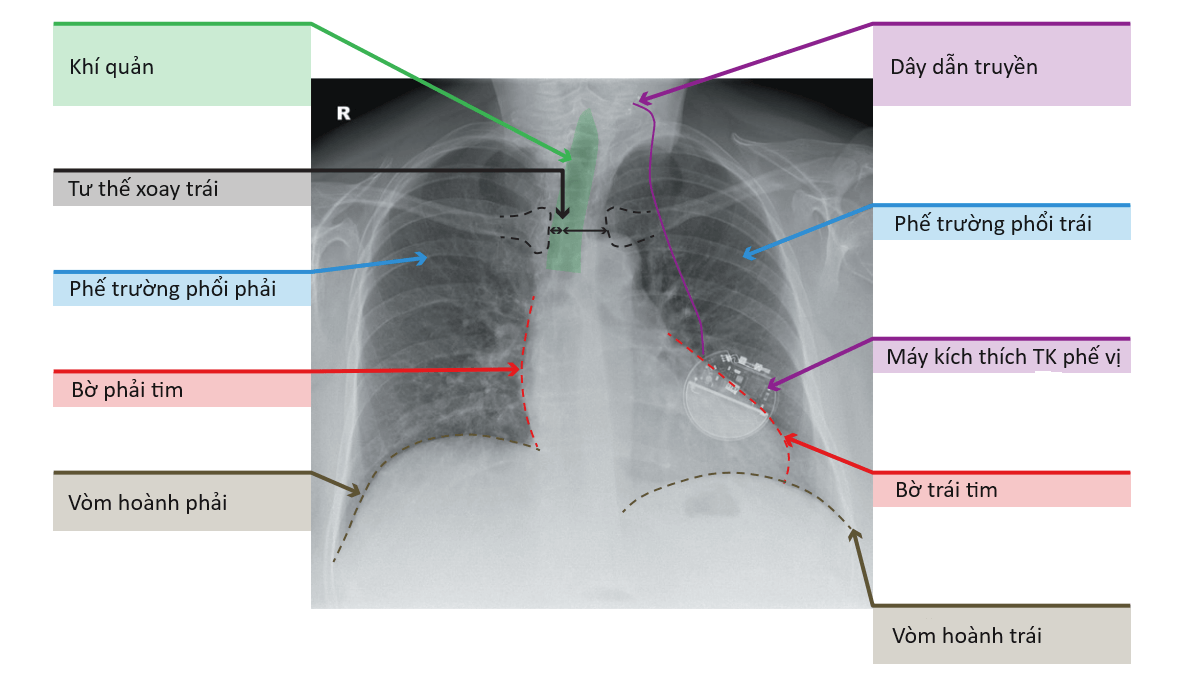 Khí quản
Dây dẫn truyền
R
Tư thế xoay trái
Phế trường phổi trái
Phế trường phổi phải
Máy kích thích TK phế vị
Bờ phải tim
Bờ trái tim
Vòm hoành phải
Vòm hoành trái